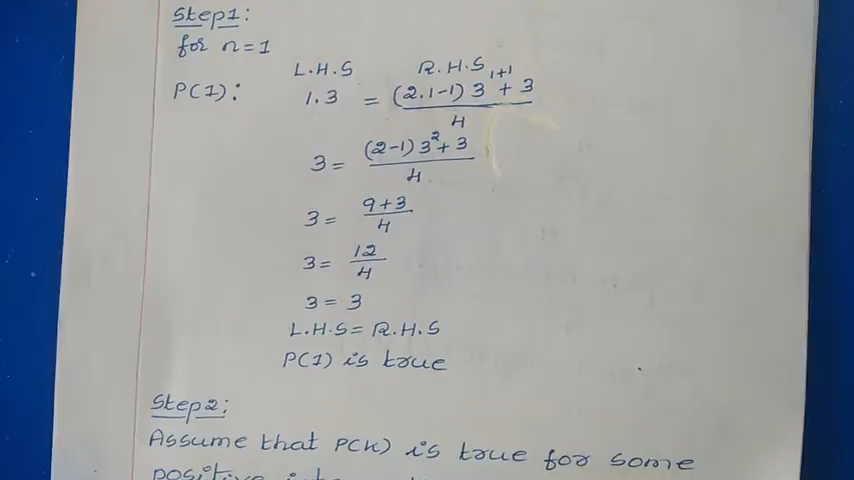 Step1:
for n=1
L.H.S R.H.S
P(1): 1.3 = (2.1-1) 3^(1+1) + 3 / 4
3 = (2-1) 3^2 + 3 / 4
3 = 9+3 / 4
3 = 12 / 4
3 = 3
L.H.S = R.H.S
P(1) is true
Step2:
Assume that P(K) is true for some
positive